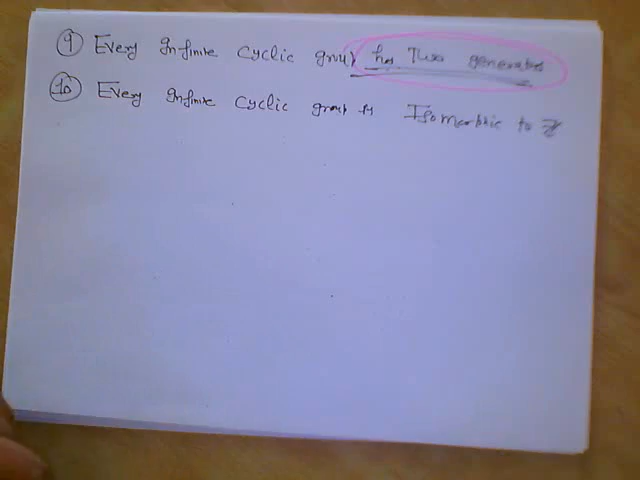 9 Every Infinite Cyclic group has Two generators
10 Every Infinite Cyclic group is Isomorphic to Z